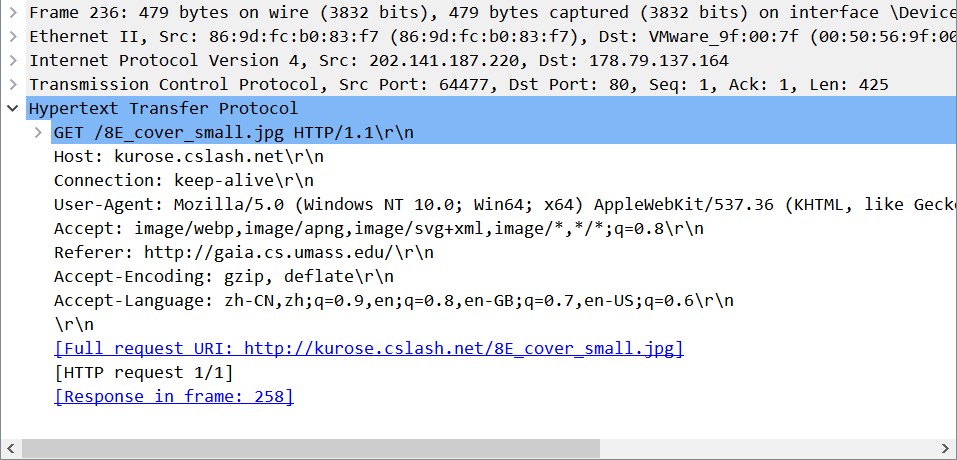 Frame 236: 479 bytes on wire (3832 bits), 479 bytes captured (3832 bits) on interface \Device
Ethernet II, Src: 86:9d:fc:b0:83:f7 (86:9d:fc:b0:83:f7), Dst: VMware_9f:00:7f (00:50:56:9f:00
Internet Protocol Version 4, Src: 202.141.187.220, Dst: 178.79.137.164
Transmission Control Protocol, Src Port: 64477, Dst Port: 80, Seq: 1, Ack: 1, Len: 425
Hypertext Transfer Protocol
GET /8E_cover_small.jpg HTTP/1.1\r\n
Host: kurose.cslash.net\r\n
Connection: keep-alive\r\n
User-Agent: Mozilla/5.0 (Windows NT 10.0; Win64; x64) AppleWebKit/537.36 (KHTML, like Gecko
Accept: image/webp,image/apng,image/svg+xml,image/*,*/*;q=0.8\r\n
Referer: http://gaia.cs.umass.edu/\r\n
Accept-Encoding: gzip, deflate\r\n
Accept-Language: zh-CN,zh;q=0.9,en;q=0.8,en-GB;q=0.7,en-US;q=0.6\r\n
\r\n
[Full request URI: http://kurose.cslash.net/8E_cover_small.jpg]
[HTTP request 1/1]
[Response in frame: 258]